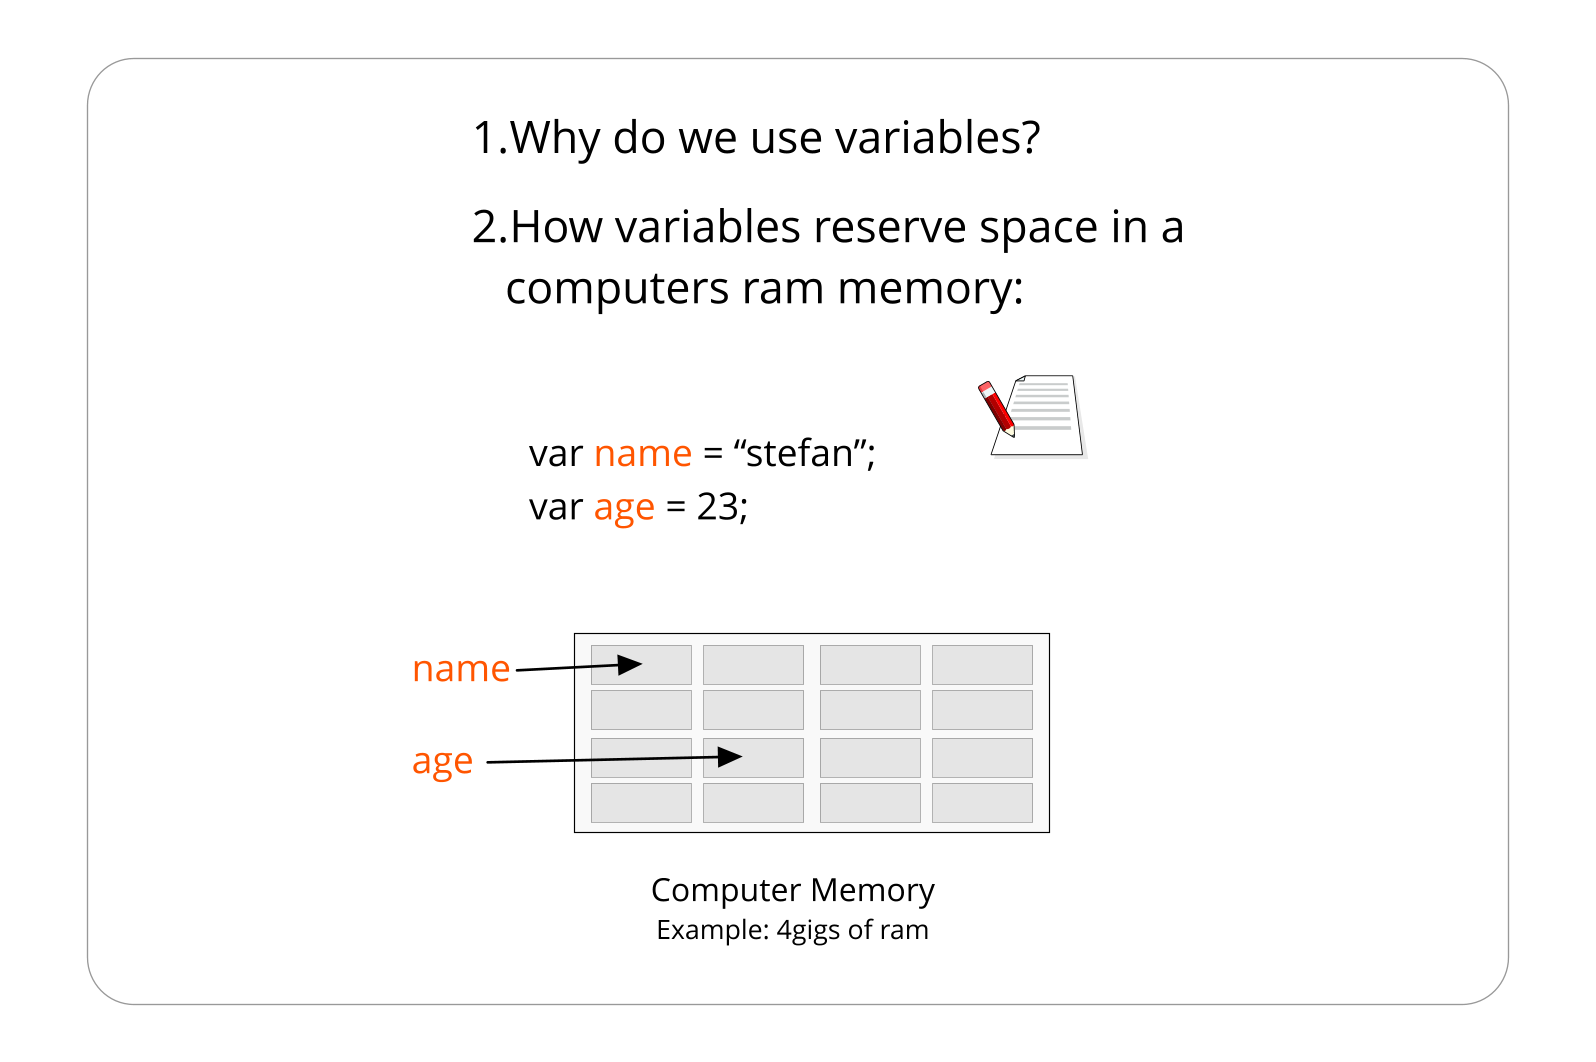 1.Why do we use variables?
2.How variables reserve space in a
computers ram memory:
var name = “stefan”;
var age = 23;
name
age
Computer Memory
Example: 4gigs of ram